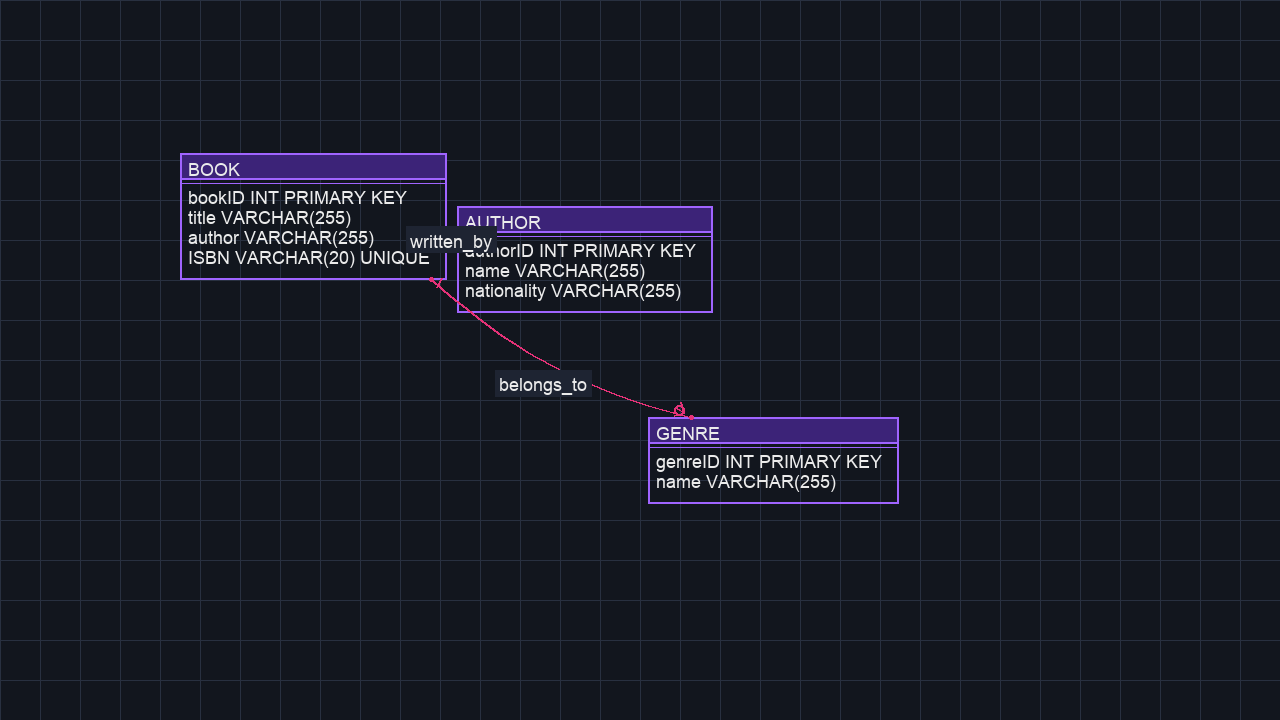 BOOK
bookID INT PRIMARY KEY
title VARCHAR(255)
author VARCHAR(255)
ISBN VARCHAR(20) UNIQUE
written_by
AUTHOR
authorID INT PRIMARY KEY
name VARCHAR(255)
nationality VARCHAR(255)
belongs_to
GENRE
genreID INT PRIMARY KEY
name VARCHAR(255)